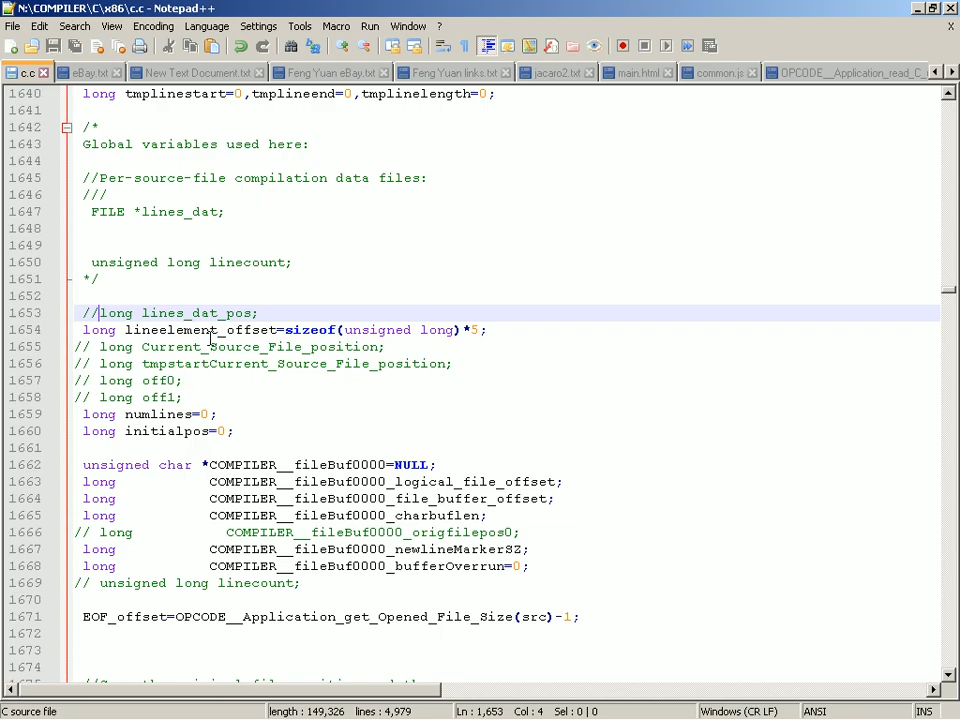 N:\COMPILER\C\x86\c.c - Notepad++
File Edit Search View Encoding Language Settings Tools Macro Run Window ?
X
c.c eBay.txt New Text Document.txt Feng Yuan eBay.txt Feng Yuan links.txt jacaro2.txt main.html common.js OPCODE__Application_read_C_
1640 long tmplinestart=0,tmplineend=0,tmplinelength=0;
1641
1642 /*
1643 Global variables used here:
1644
1645 //Per-source-file compilation data files:
1646 ///
1647 FILE *lines_dat;
1648
1649
1650 unsigned long linecount;
1651 */
1652
1653 //long lines_dat_pos;
1654 long lineelement_offset=sizeof(unsigned long)*5;
1655 // long Current_Source_File_position;
1656 // long tmpstartCurrent_Source_File_position;
1657 // long off0;
1658 // long off1;
1659 long numlines=0;
1660 long initialpos=0;
1661
1662 unsigned char *COMPILER__fileBuf0000=NULL;
1663 long COMPILER__fileBuf0000_logical_file_offset;
1664 long COMPILER__fileBuf0000_file_buffer_offset;
1665 long COMPILER__fileBuf0000_charbuflen;
1666 // long COMPILER__fileBuf0000_origfilepos0;
1667 long COMPILER__fileBuf0000_newlineMarkerSZ;
1668 long COMPILER__fileBuf0000_bufferOverrun=0;
1669 // unsigned long linecount;
1670
1671 EOF_offset=OPCODE__Application_get_Opened_File_Size(src)-1;
1672
1673
1674
C source file length : 149,326 lines : 4,979 Ln : 1,653 Col : 4 Sel : 0 | 0 Windows (CR LF) ANSI INS